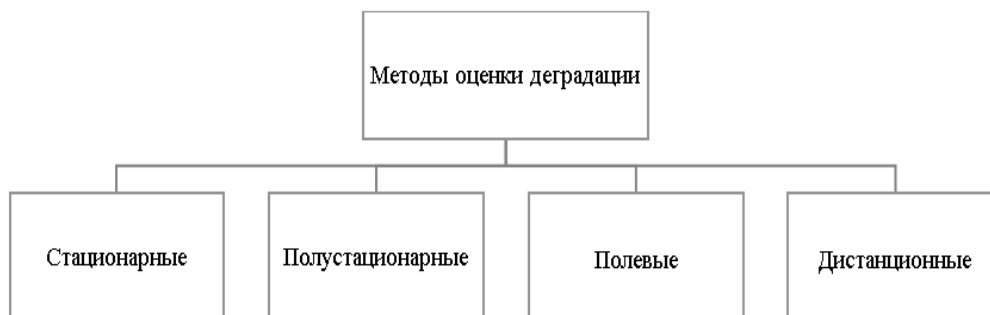 Методы оценки деградации
Стационарные
Полустационарные
Полевые
Дистанционные